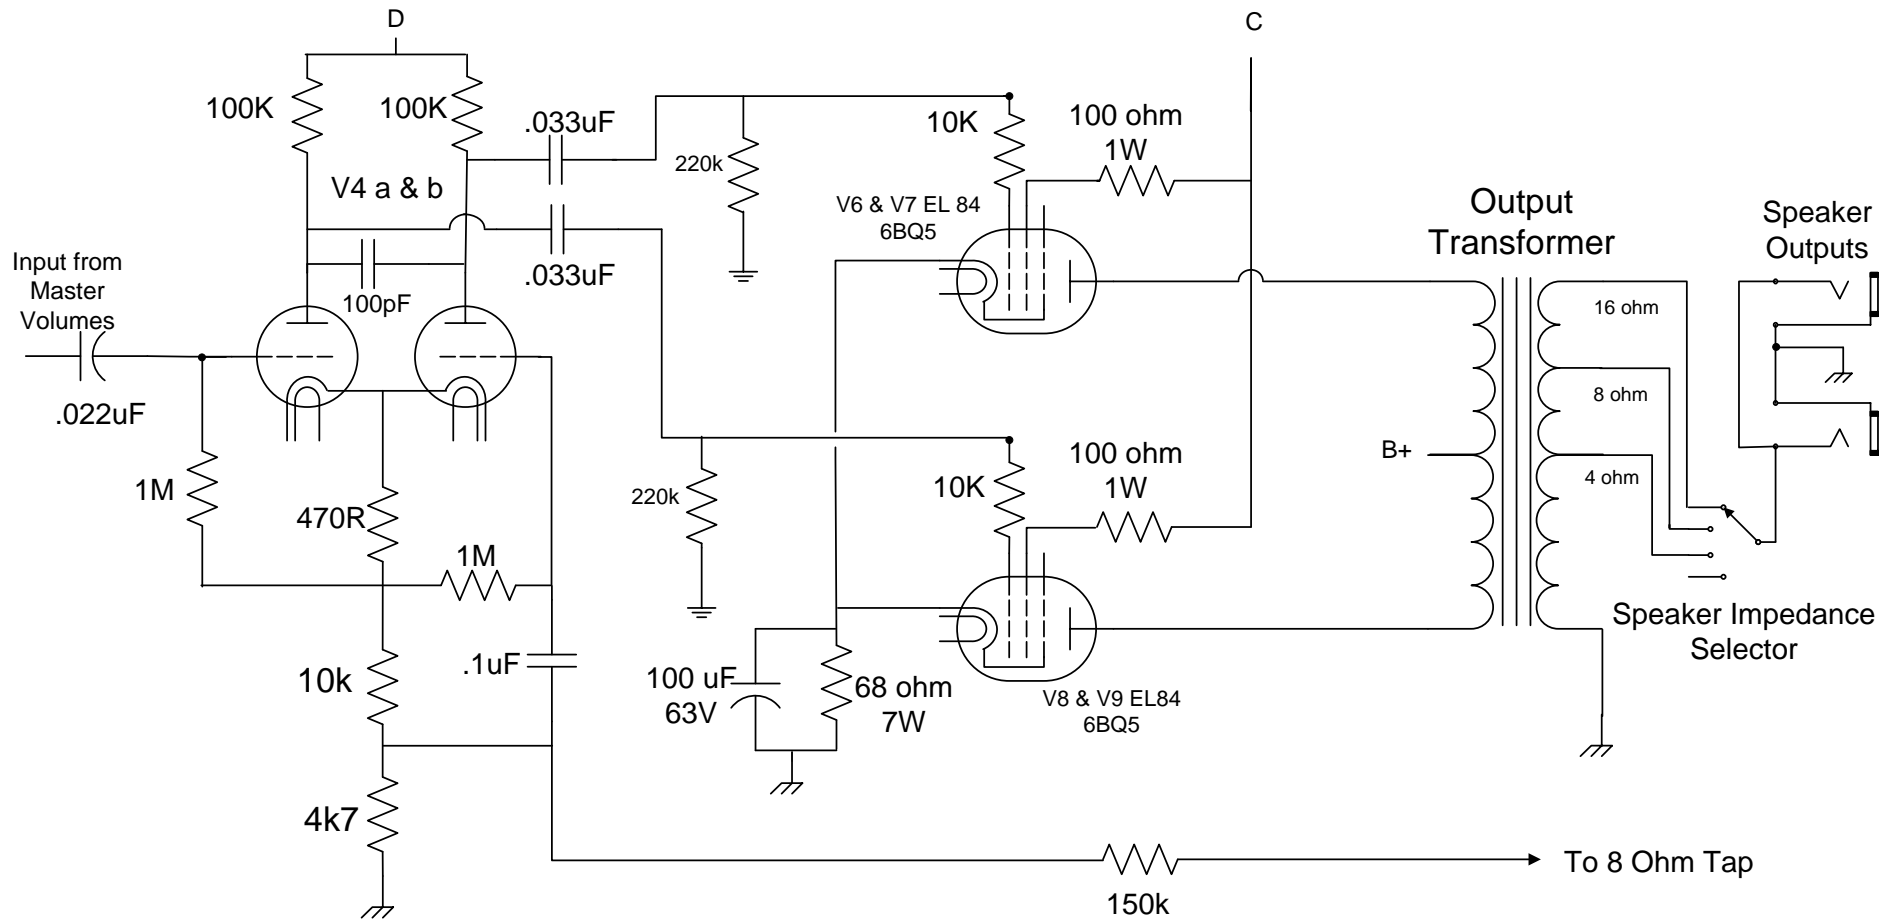 D
C
100K
100K
.033uF
10K
100 ohm
1W
220k
V4 a & b
V6 & V7 EL 84
6BQ5
Output
Transformer
Speaker
Outputs
Input from
Master
Volumes
.033uF
100pF
16 ohm
.022uF
8 ohm
B+
100 ohm
1W
4 ohm
1M
220k
10K
470R
1M
Speaker Impedance
Selector
10k
.1uF
100 uF
63V
68 ohm
7W
V8 & V9 EL84
6BQ5
4k7
To 8 Ohm Tap
150k